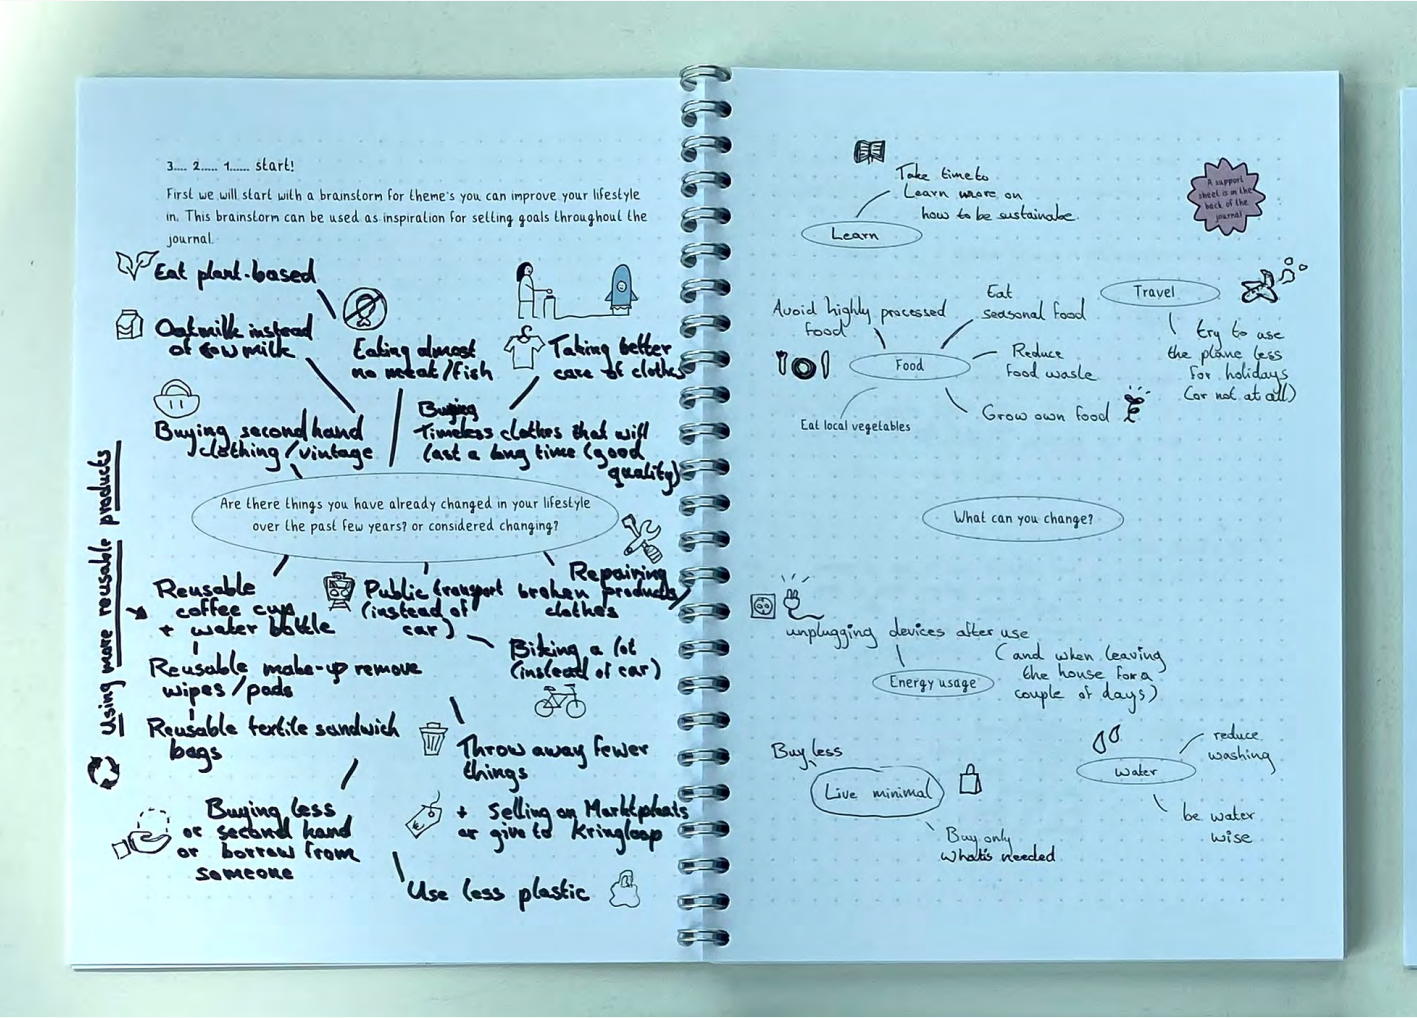 3.... 2..... 1...... start!
First we will start with a brainstorm for theme's you can improve your lifestyle
in. This brainstorm can be used as inspiration for setting goals throughout the
journal.
Eat plant-based
Oatmilk instead
of cow milk
Eating almost
no meat/fish
Taking better
care of clothes
Buying second hand
clothing/vintage
Buying
Timeless clothes that will
last a long time (good
quality)
Are there things you have already changed in your lifestyle
over the past few years? or considered changing?
Using more reusable products
Reusable
coffee cup
+ water bottle
Public transport
(instead of
car)
Repairing
broken products/
clothes
Biking a lot
(instead of car)
Reusable make-up remove
wipes/pads
Reusable textile sandwich
bags
Throw away fewer
things
+ Selling on Marktplaats
or give to Kringloop
Buying less
or second hand
or borrow from
someone
Use less plastic
Take time to
Learn more on
how to be sustainabe
Learn
A support
sheet is in the
back of the
journal
Travel
try to use
the plane less
for holidays
(or not at all)
Avoid highly processed
food
Eat
seasonal food
Food
Reduce
food waste
Grow own food
Eat local vegetables
What can you change?
unplugging devices after use
(and when leaving
the house for a
couple of days)
Energy usage
Buy less
Live minimal
Buy only
what's needed
reduce
washing
Water
be water
wise